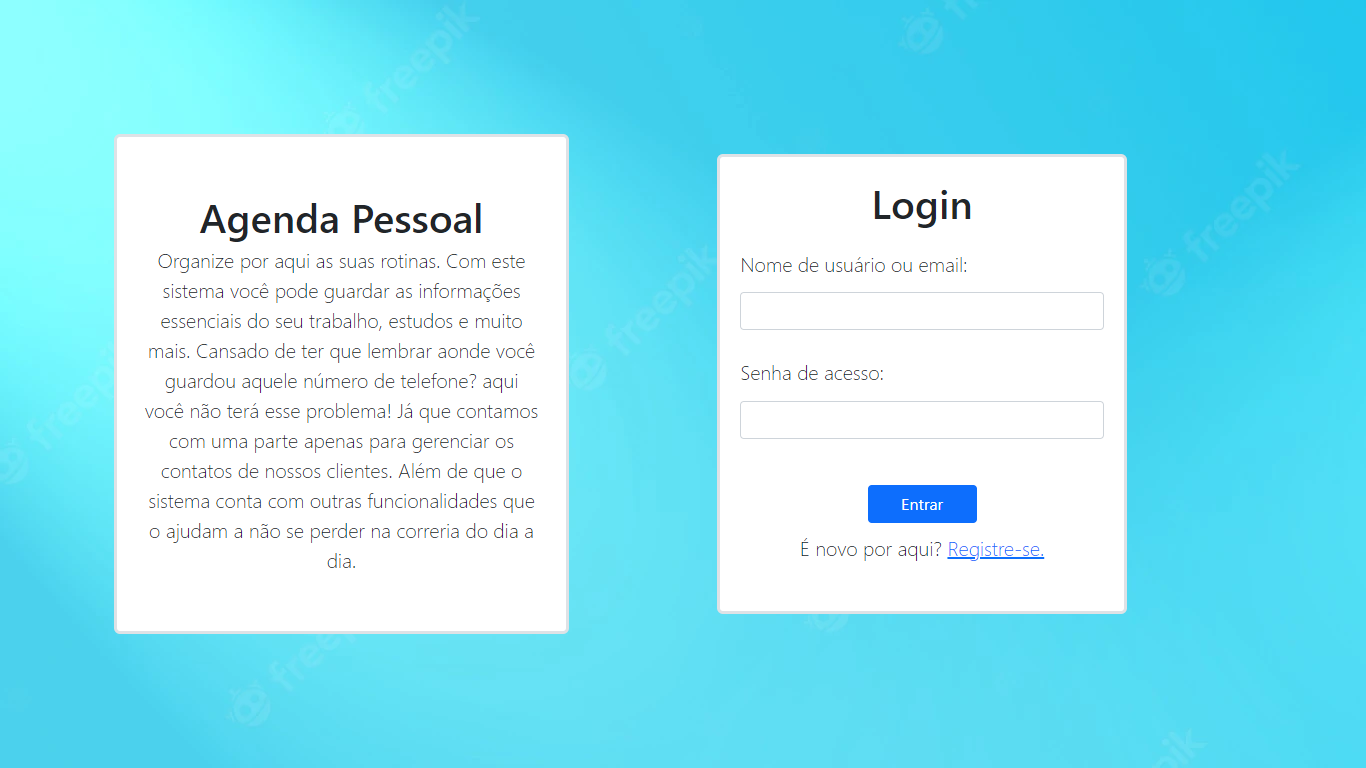 Agenda Pessoal
Organize por aqui as suas rotinas. Com este
sistema você pode guardar as informações
essenciais do seu trabalho, estudos e muito
mais. Cansado de ter que lembrar aonde você
guardou aquele número de telefone? aqui
você não terá esse problema! Já que contamos
com uma parte apenas para gerenciar os
contatos de nossos clientes. Além de que o
sistema conta com outras funcionalidades que
o ajudam a não se perder na correria do dia a
dia.
Login
Nome de usuário ou email:
Senha de acesso:
Entrar
É novo por aqui? Registre-se.
freepik
freepik
freepik
freepik
freepik